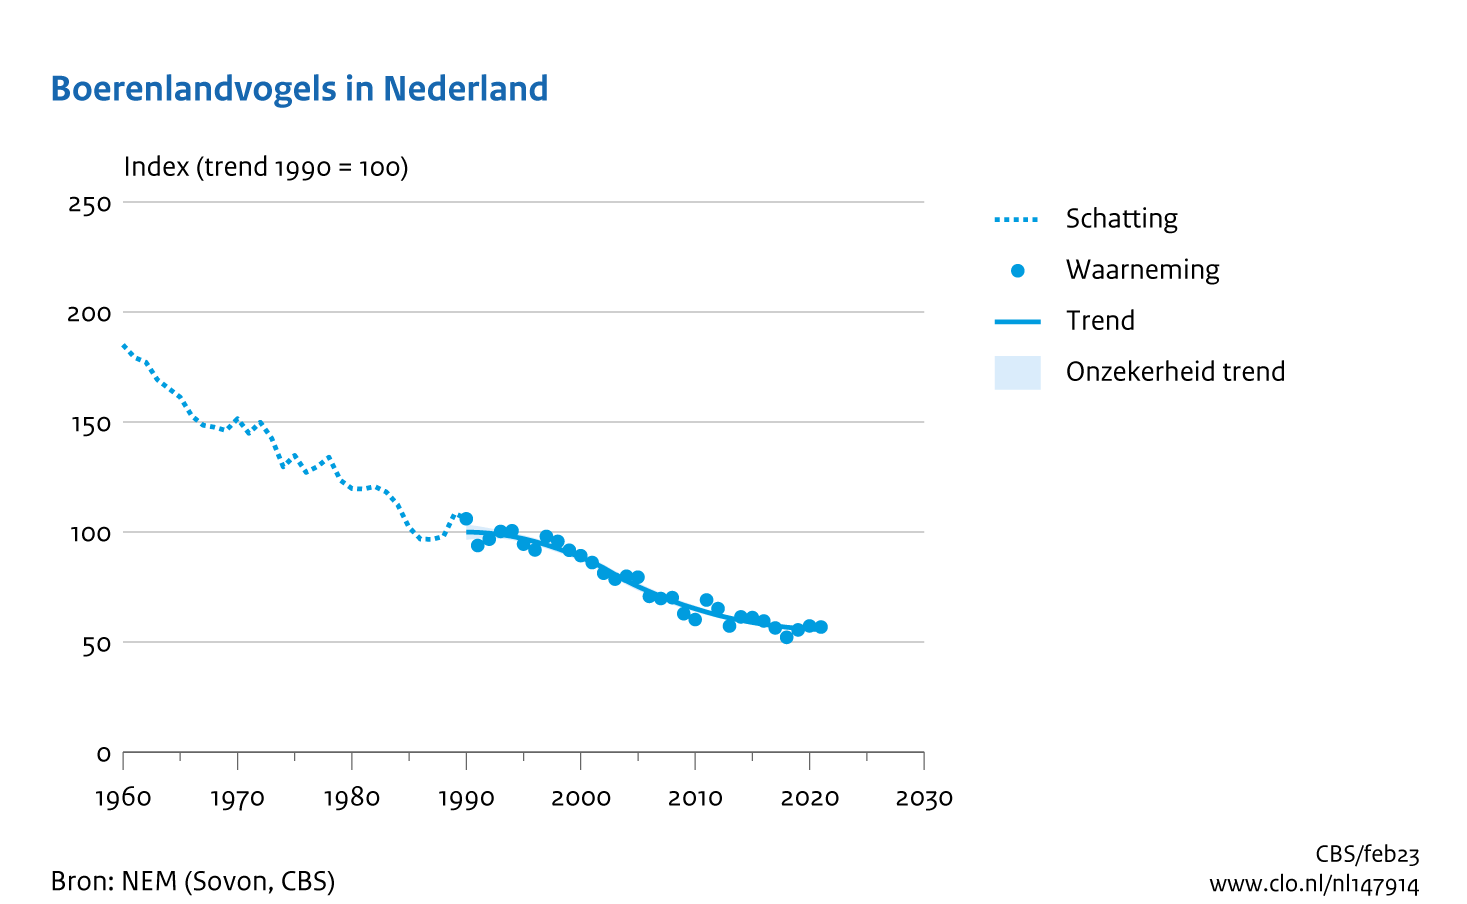 Boerenlandvogels in Nederland
Index (trend 1990 = 100)
250
200
150
100
50
0
1960 1970 1980 1990 2000 2010 2020 2030
Schatting
Waarneming
Trend
Onzekerheid trend
Bron: NEM (Sovon, CBS)
CBS/feb23
www.clo.nl/nl147914